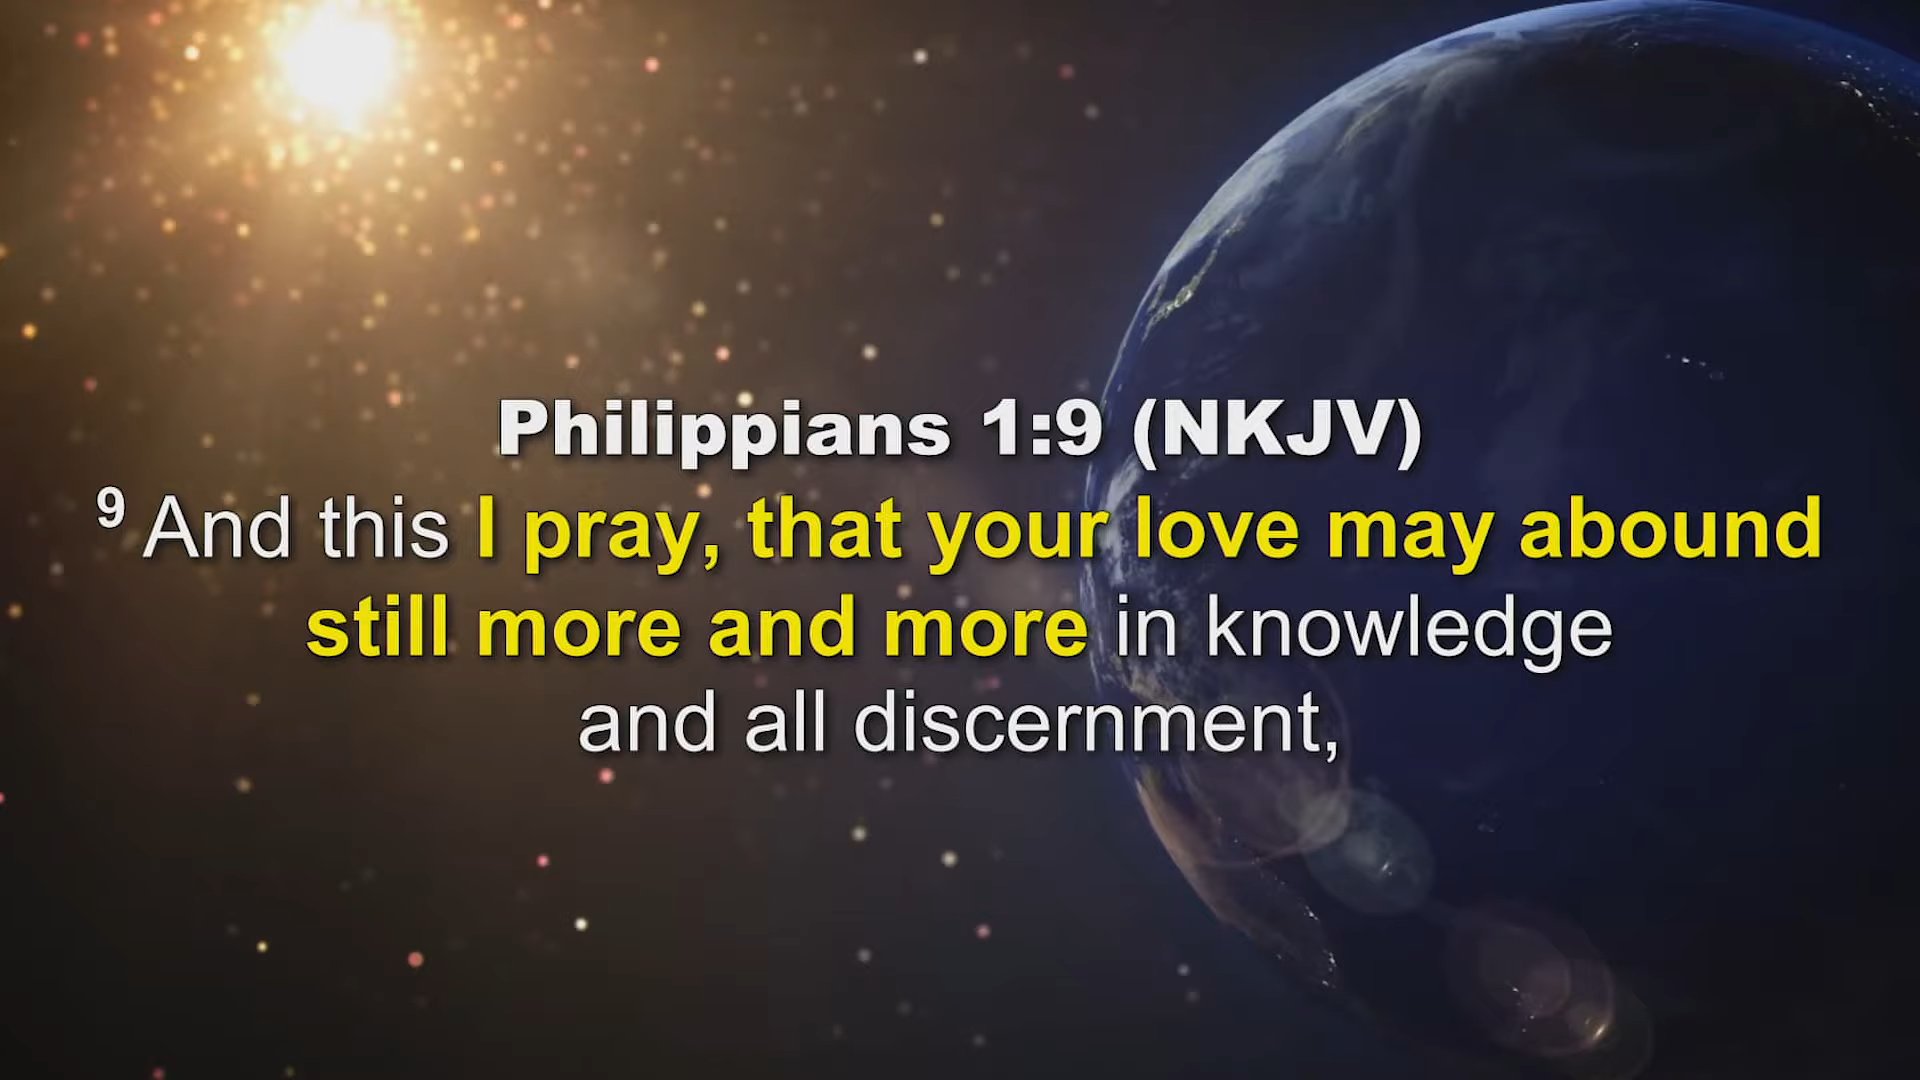 Philippians 1:9 (NKJV)
9 And this I pray, that your love may abound
still more and more in knowledge
and all discernment,